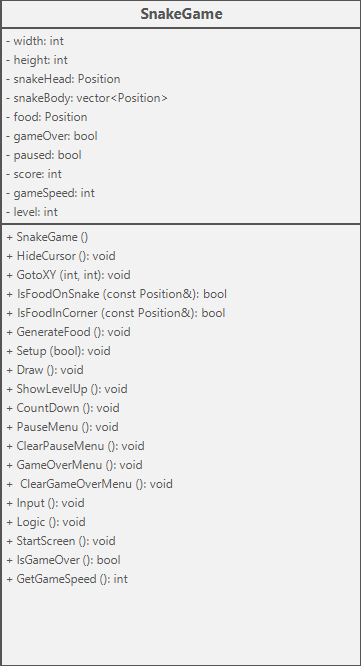 SnakeGame
- width: int
- height: int
- snakeHead: Position
- snakeBody: vector<Position>
- food: Position
- gameOver: bool
- paused: bool
- score: int
- gameSpeed: int
- level: int
+ SnakeGame ()
+ HideCursor (): void
+ GotoXY (int, int): void
+ IsFoodOnSnake (const Position&): bool
+ IsFoodInCorner (const Position&): bool
+ GenerateFood (): void
+ Setup (bool): void
+ Draw (): void
+ ShowLevelUp (): void
+ CountDown (): void
+ PauseMenu (): void
+ ClearPauseMenu (): void
+ GameOverMenu (): void
+  ClearGameOverMenu (): void
+ Input (): void
+ Logic (): void
+ StartScreen (): void
+ IsGameOver (): bool
+ GetGameSpeed (): int